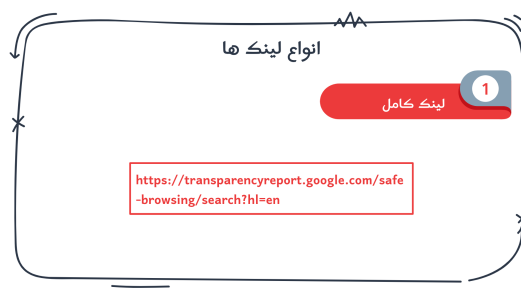 انواع لینک ها
1
لینک کامل
https://transparencyreport.google.com/safe
-browsing/search?hl=en